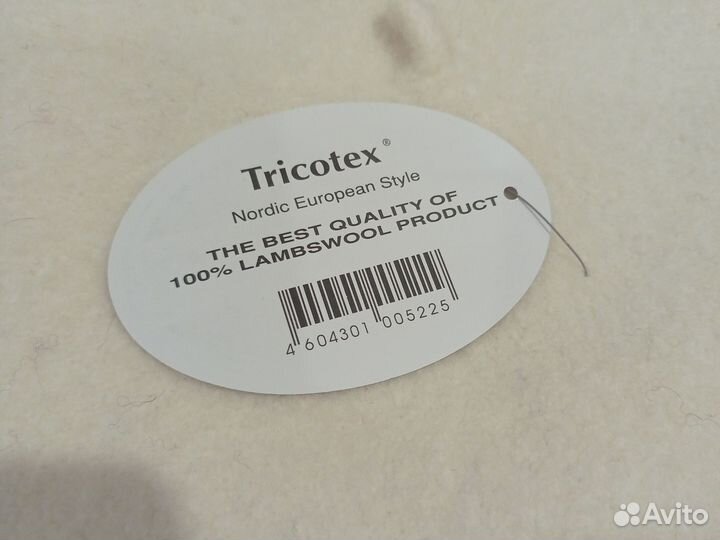 Tricotex®
Nordic European Style
THE BEST QUALITY OF
100% LAMBSWOOL PRODUCT
4 604301 005225
Avito